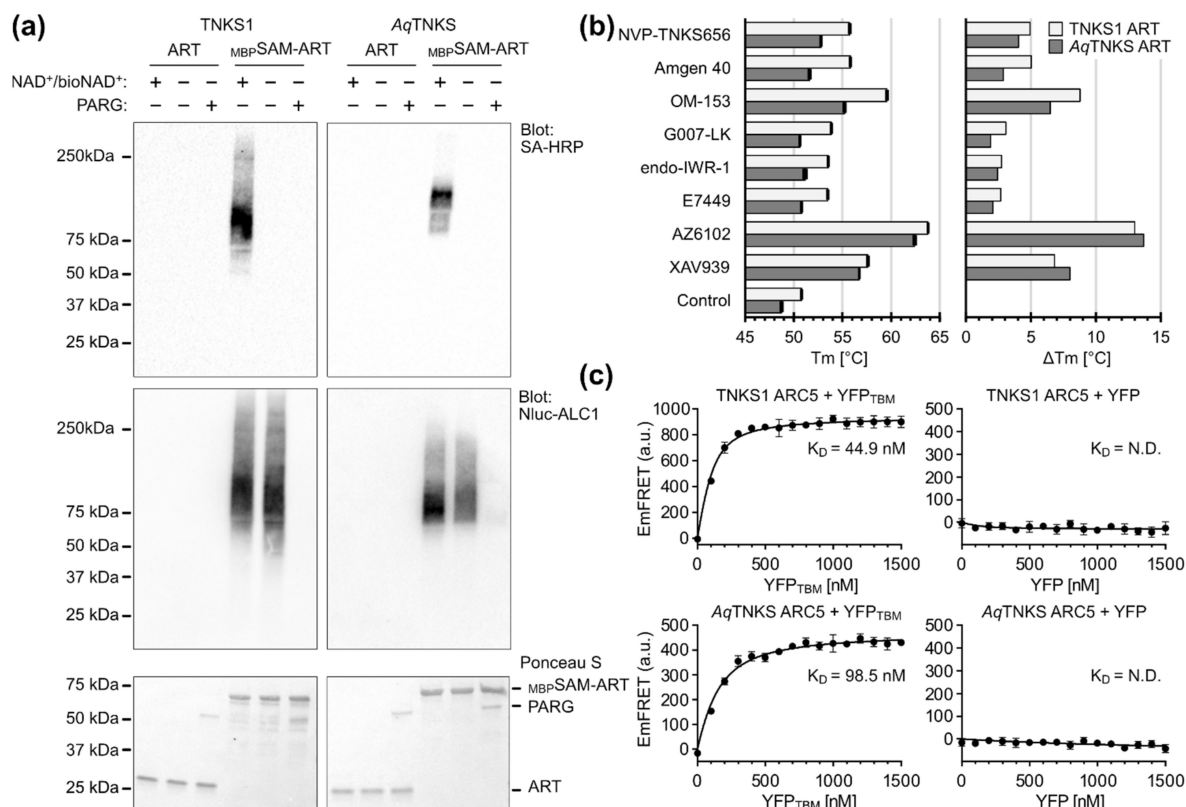 (a)
TNKS1
AqTNKS
ART
MBPSAM-ART
ART
MBPSAM-ART
NAD+/bioNAD+:
+ − − + − −
+ − − + − −
PARG:
− − + − − +
− − + − − +
Blot:
SA-HRP
250kDa
75 kDa
50 kDa
37 kDa
25 kDa
Blot:
Nluc-ALC1
250kDa
75 kDa
50 kDa
37 kDa
25 kDa
Ponceau S
75 kDa
50 kDa
37 kDa
25 kDa
MBPSAM-ART
PARG
ART
(b)
TNKS1 ART
AqTNKS ART
NVP-TNKS656
Amgen 40
OM-153
G007-LK
endo-IWR-1
E7449
AZ6102
XAV939
Control
45 50 55 60 65
Tm [°C]
0 5 10 15
ΔTm [°C]
(c)
TNKS1 ARC5 + YFPTBM
EmFRET (a.u.)
1000
800
600
400
200
0
KD = 44.9 nM
0 500 1000 1500
YFPTBM [nM]
TNKS1 ARC5 + YFP
500
400
300
200
100
0
KD = N.D.
0 500 1000 1500
YFP [nM]
AqTNKS ARC5 + YFPTBM
EmFRET (a.u.)
500
400
300
200
100
0
KD = 98.5 nM
0 500 1000 1500
YFPTBM [nM]
AqTNKS ARC5 + YFP
500
400
300
200
100
0
KD = N.D.
0 500 1000 1500
YFP [nM]